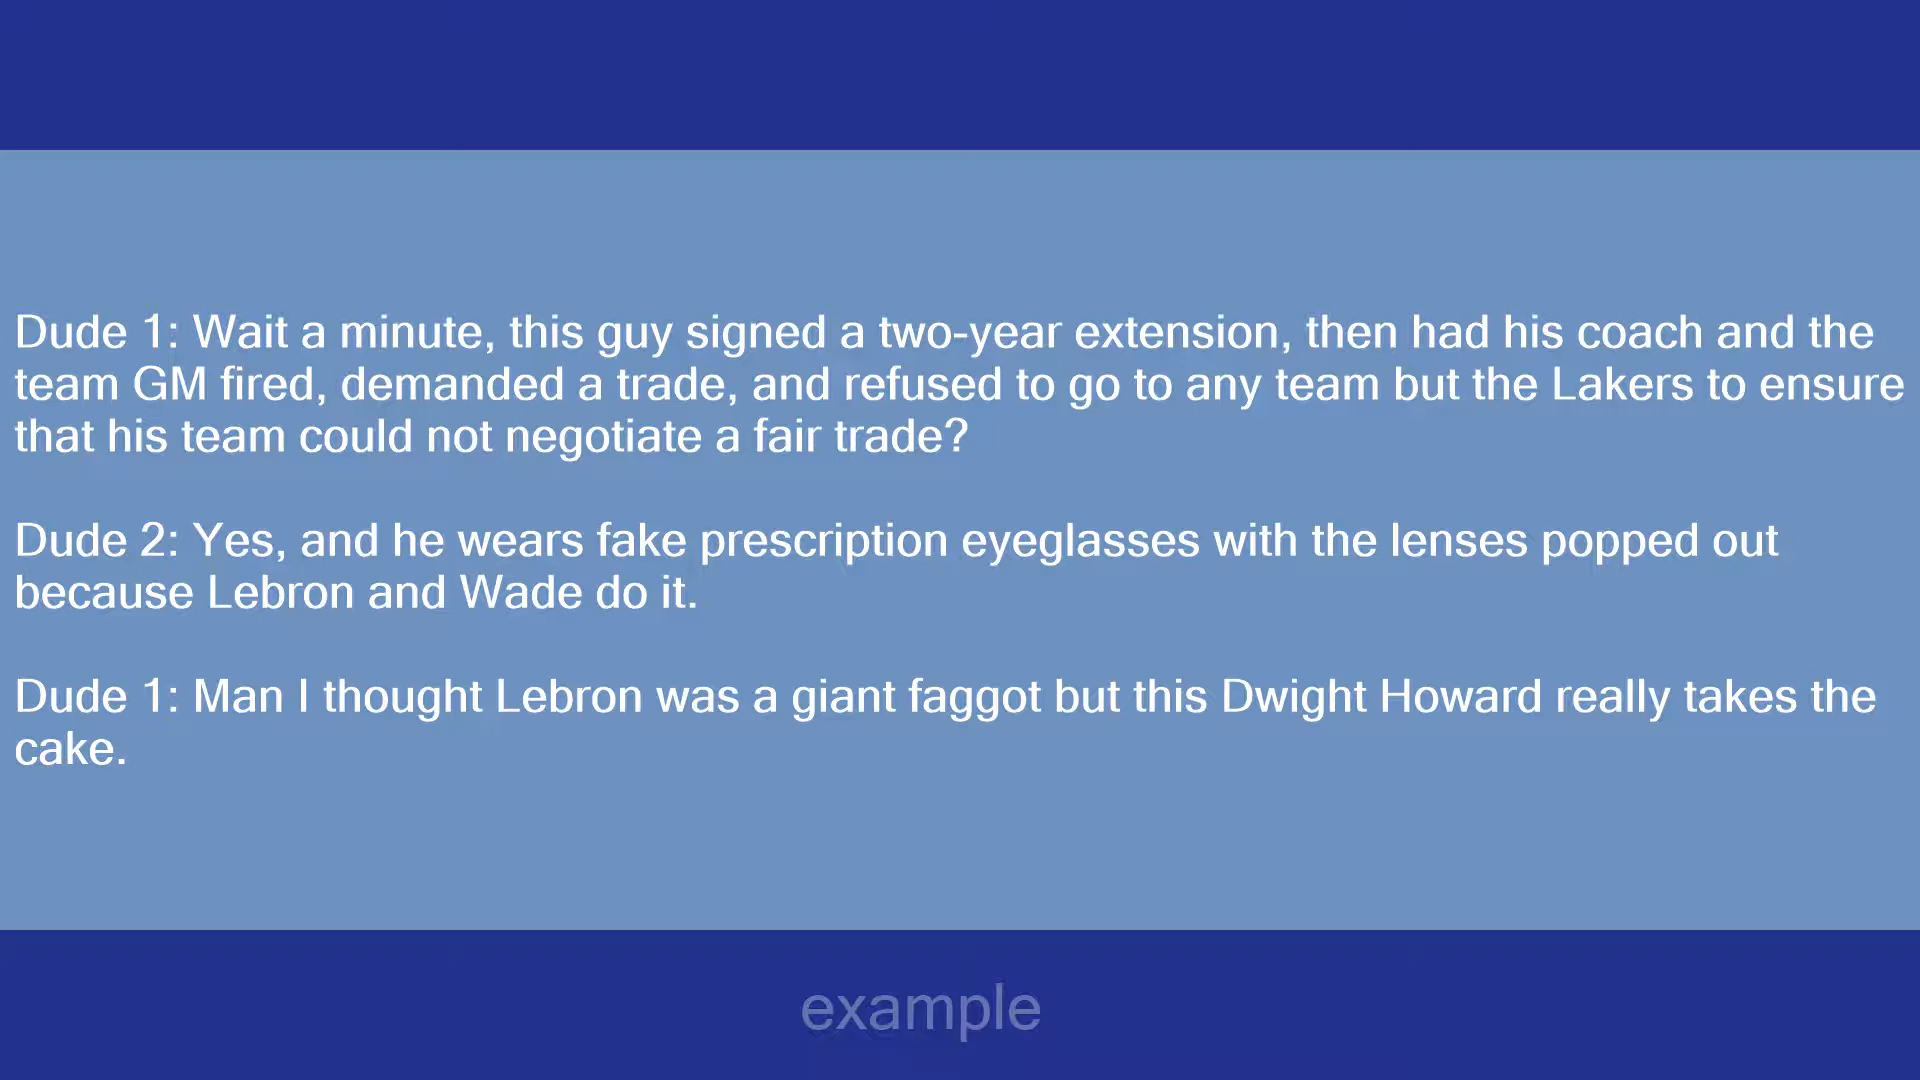 Dude 1: Wait a minute, this guy signed a two-year extension, then had his coach and the
team GM fired, demanded a trade, and refused to go to any team but the Lakers to ensure
that his team could not negotiate a fair trade?
Dude 2: Yes, and he wears fake prescription eyeglasses with the lenses popped out
because Lebron and Wade do it.
Dude 1: Man I thought Lebron was a giant faggot but this Dwight Howard really takes the
cake.
example